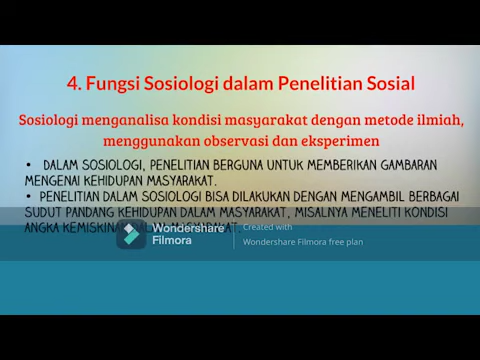 4. Fungsi Sosiologi dalam Penelitian Sosial
Sosiologi menganalisa kondisi masyarakat dengan metode ilmiah,
menggunakan observasi dan eksperimen
• DALAM SOSIOLOGI, PENELITIAN BERGUNA UNTUK MEMBERIKAN GAMBARAN
MENGENAI KEHIDUPAN MASYARAKAT.
• PENELITIAN DALAM SOSIOLOGI BISA DILAKUKAN DENGAN MENGAMBIL BERBAGAI
SUDUT PANDANG KEHIDUPAN DALAM MASYARAKAT, MISALNYA MENELITI KONDISI
ANGKA
Wondershare
Filmora
Created with
Wondershare Filmora free plan